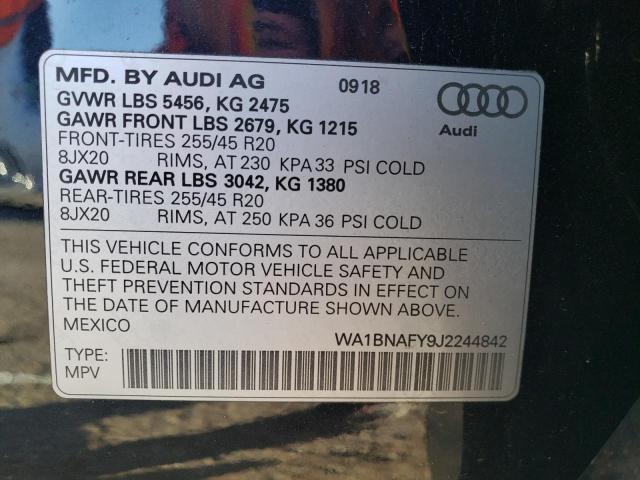 MFD. BY AUDI AG 0918
GVWR LBS 5456, KG 2475
GAWR FRONT LBS 2679, KG 1215
Audi
FRONT-TIRES 255/45 R20
8JX20 RIMS, AT 230 KPA 33 PSI COLD
GAWR REAR LBS 3042, KG 1380
REAR-TIRES 255/45 R20
8JX20 RIMS, AT 250 KPA 36 PSI COLD
THIS VEHICLE CONFORMS TO ALL APPLICABLE
U.S. FEDERAL MOTOR VEHICLE SAFETY AND
THEFT PREVENTION STANDARDS IN EFFECT ON
THE DATE OF MANUFACTURE SHOWN ABOVE.
MEXICO WA1BNAFY9J2244842
TYPE:
MPV